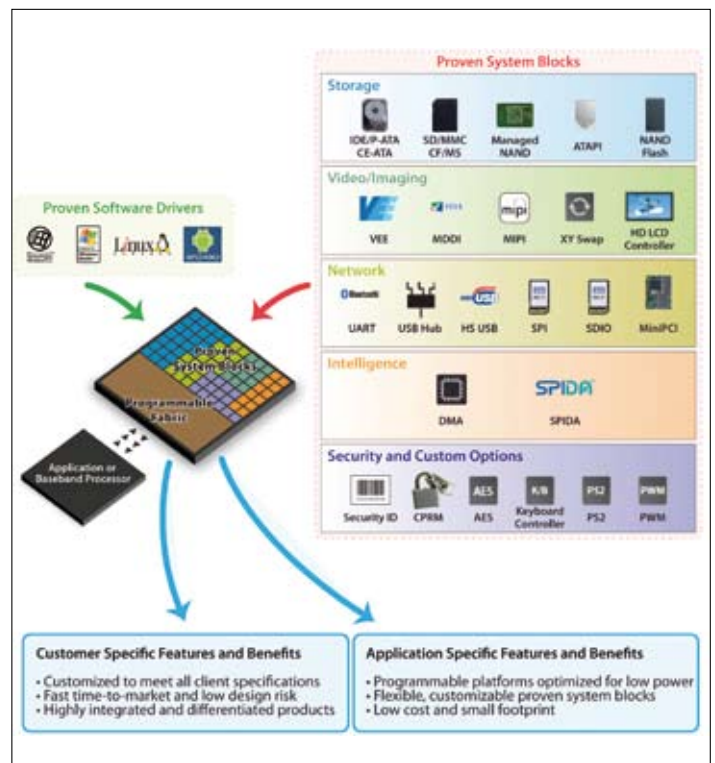 Proven System Blocks
Storage
IDE/P-ATA
CE-ATA
SD/MMC
CF/MS
Managed
NAND
ATAPI
NAND
Flash
Video/Imaging
VEE
mipi
VEE
MDDI
MIPI
XY Swap
HD LCD
Controller
Proven Software Drivers
Linux
Network
Bluetooth
USB
UART
USB Hub
HS USB
SPI
SDIO
MiniPCI
Proven
System Blocks
Programmable
Fabric
Intelligence
SPIDA
DMA
SPIDA
Application or
Baseband Processor
Security and Custom Options
AES
K/B
PS2
PWM
Security ID
CPRM
AES
Keyboard
Controller
PS2
PWM
Customer Specific Features and Benefits
• Customized to meet all client specifications
• Fast time-to-market and low design risk
• Highly integrated and differentiated products
Application Specific Features and Benefits
• Programmable platforms optimized for low power
• Flexible, customizable proven system blocks
• Low cost and small footprint